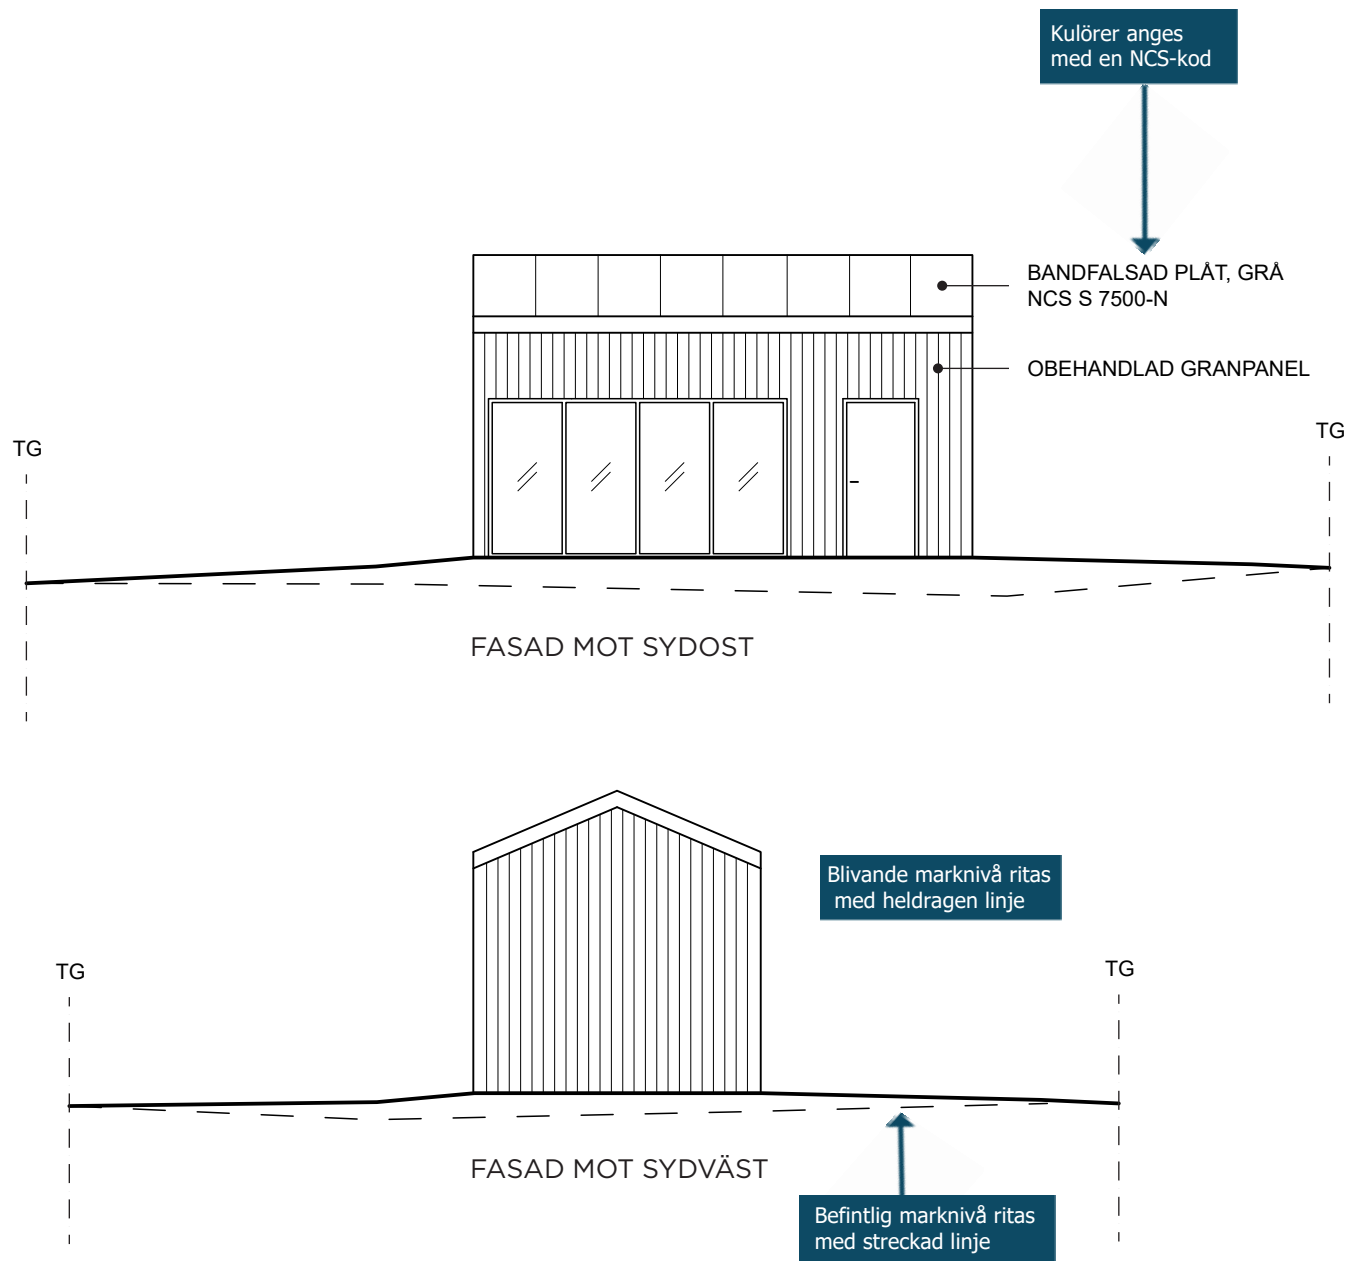 Kulörer anges
med en NCS-kod
BANDFALSAD PLÅT, GRÅ
NCS S 7500-N
OBEHANDLAD GRANPANEL
TG
TG
FASAD MOT SYDOST
Blivande marknivå ritas
med heldragen linje
TG
TG
FASAD MOT SYDVÄST
Befintlig marknivå ritas
med streckad linje